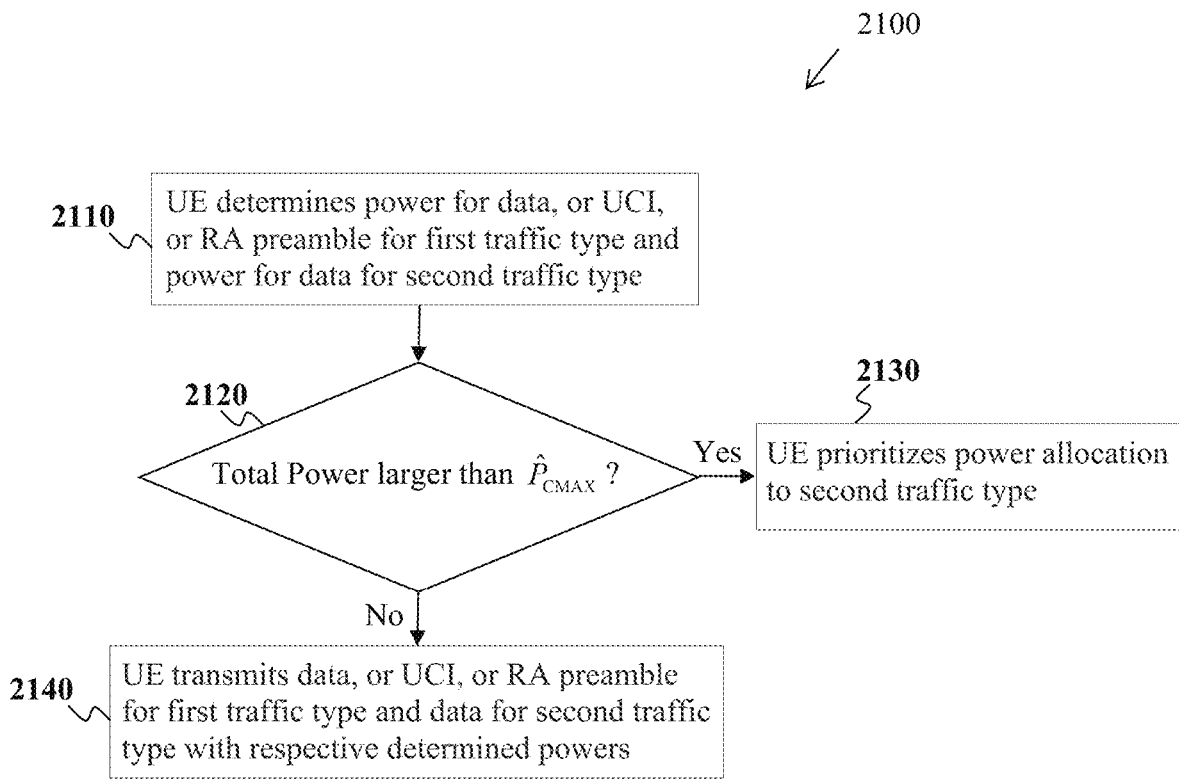 2100
2110
UE determines power for data, or UCI,
or RA preamble for first traffic type and
power for data for second traffic type
2120
Total Power larger than P̂CMAX ?
Yes
2130
UE prioritizes power allocation
to second traffic type
No
2140
UE transmits data, or UCI, or RA preamble
for first traffic type and data for second traffic
type with respective determined powers